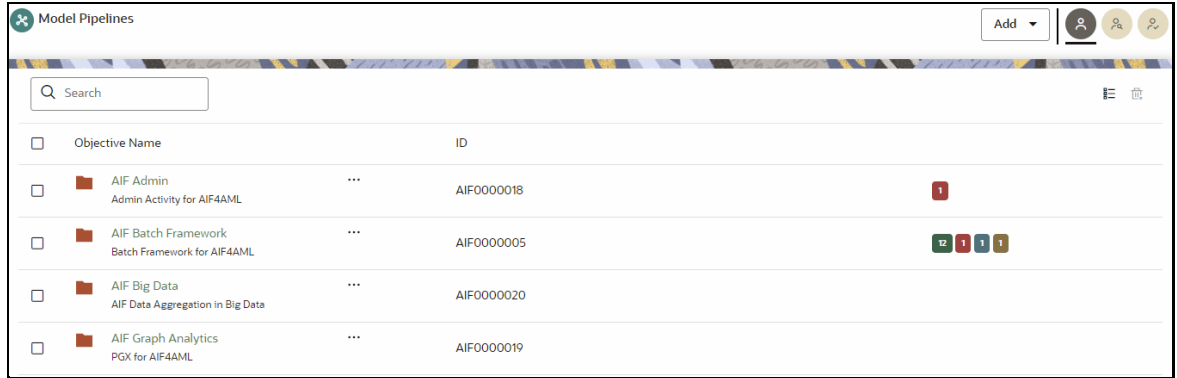 Model Pipelines
Add
Search
Objective Name ID
AIF Admin ...
Admin Activity for AIF4AML
AIF0000018
1
AIF Batch Framework ...
Batch Framework for AIF4AML
AIF0000005
12 1 1 1
AIF Big Data ...
AIF Data Aggregation in Big Data
AIF0000020
AIF Graph Analytics ...
PGX for AIF4AML
AIF0000019